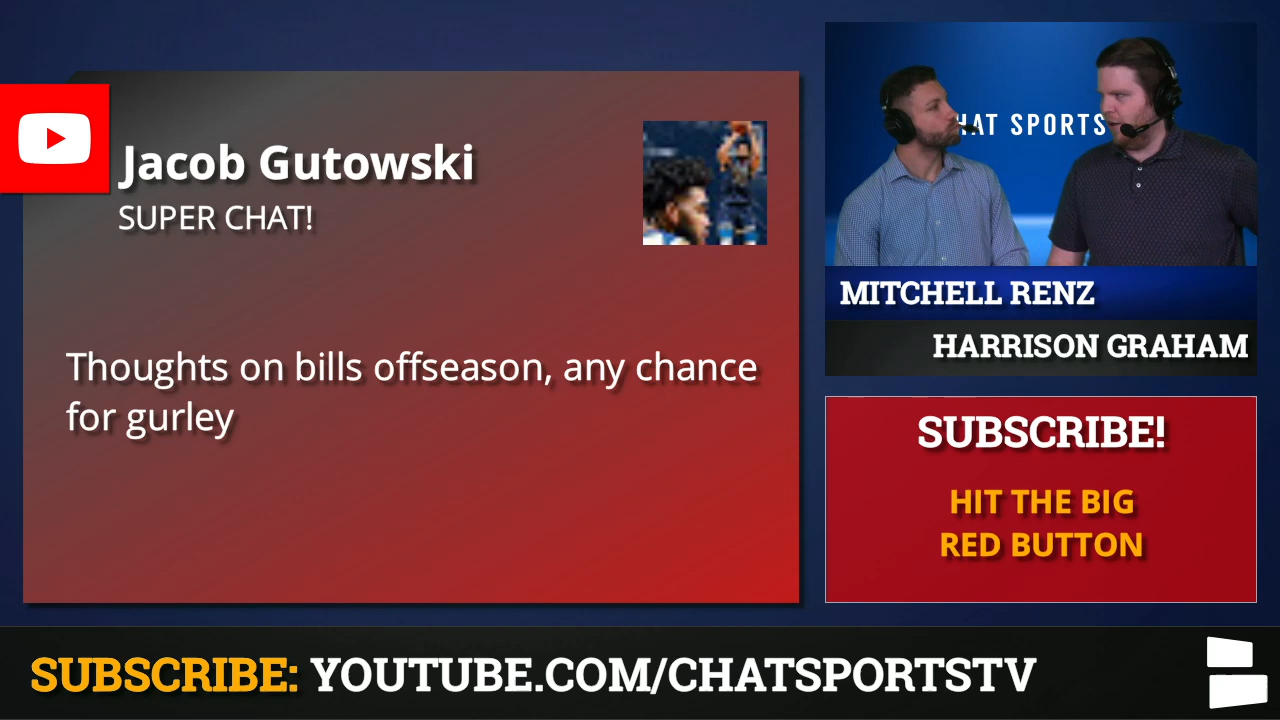 Jacob Gutowski
SUPER CHAT!
Thoughts on bills offseason, any chance
for gurley
HAT SPORTS
MITCHELL RENZ
HARRISON GRAHAM
SUBSCRIBE!
HIT THE BIG
RED BUTTON
SUBSCRIBE: YOUTUBE.COM/CHATSPORTSTV